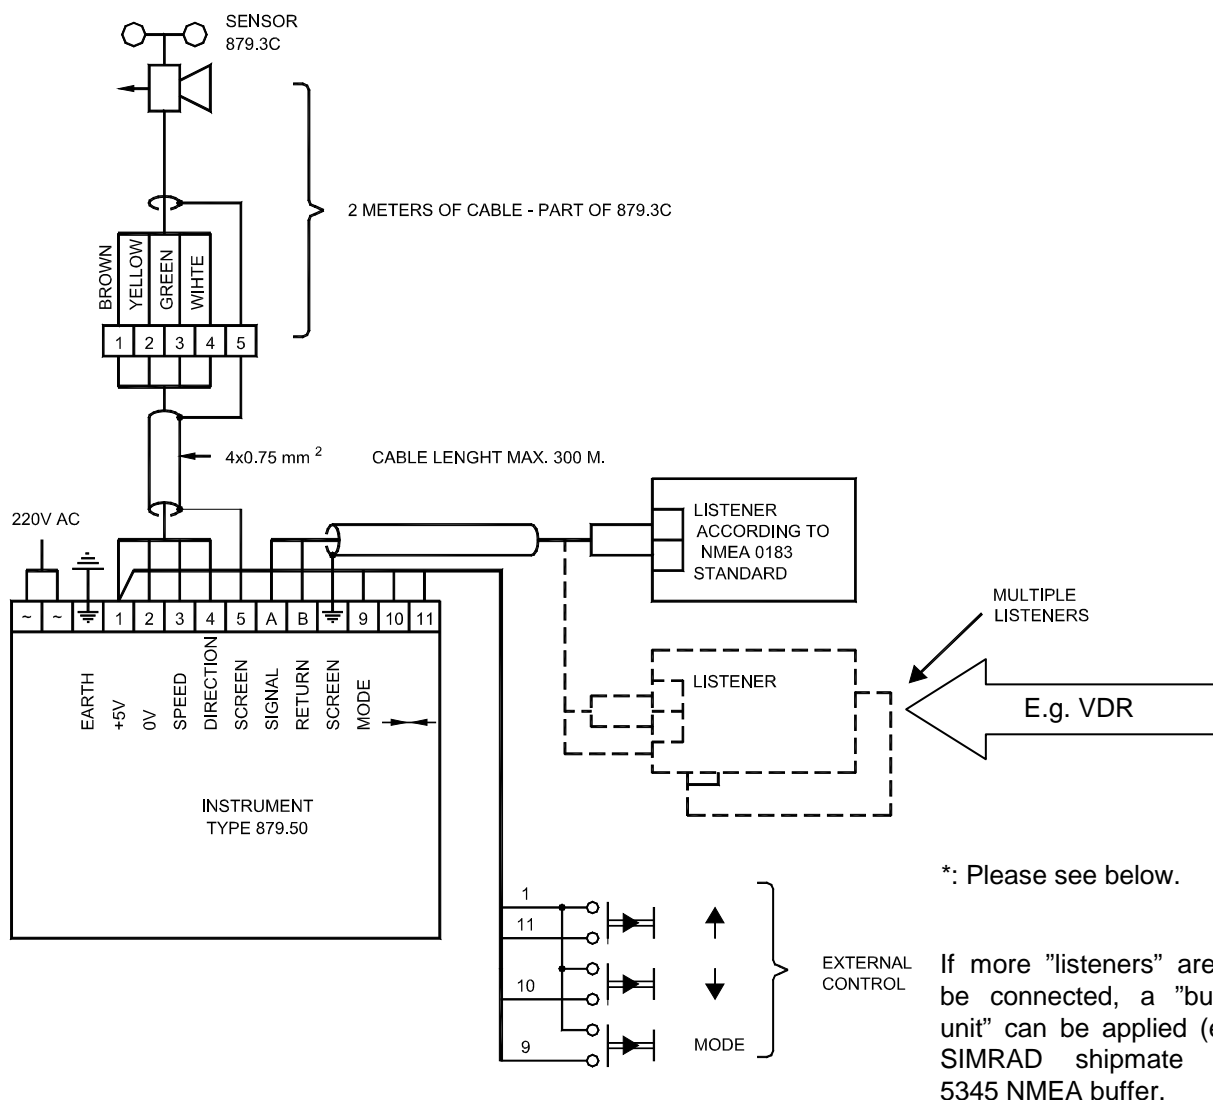 SENSOR
879.3C
2 METERS OF CABLE - PART OF 879.3C
BROWN
YELLOW
GREEN
WIHTE
1 2 3 4 5
4x0.75 mm 2
CABLE LENGHT MAX. 300 M.
220V AC
LISTENER
ACCORDING TO
NMEA 0183
STANDARD
~ ~ 1 2 3 4 5 A B 9 10 11
EARTH
+5V
0V
SPEED
DIRECTION
SCREEN
SIGNAL
RETURN
SCREEN
MODE
MULTIPLE
LISTENERS
LISTENER
E.g. VDR
INSTRUMENT
TYPE 879.50
1
11
10
9
MODE
EXTERNAL
CONTROL
*: Please see below.
If more ”listeners” are
be connected, a ”bu
unit” can be applied (e
SIMRAD shipmate
5345 NMEA buffer.